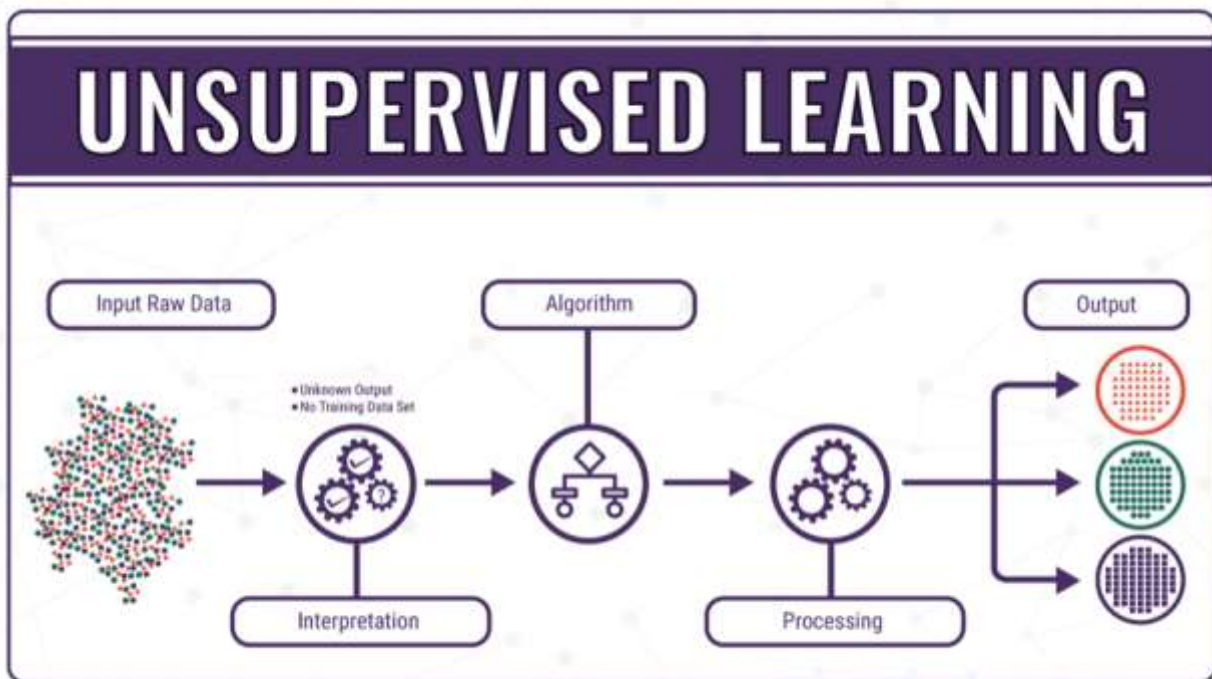 UNSUPERVISED LEARNING
Input Raw Data
Algorithm
Output
• Unknown Output
• No Training Data Set
?
Interpretation
Processing